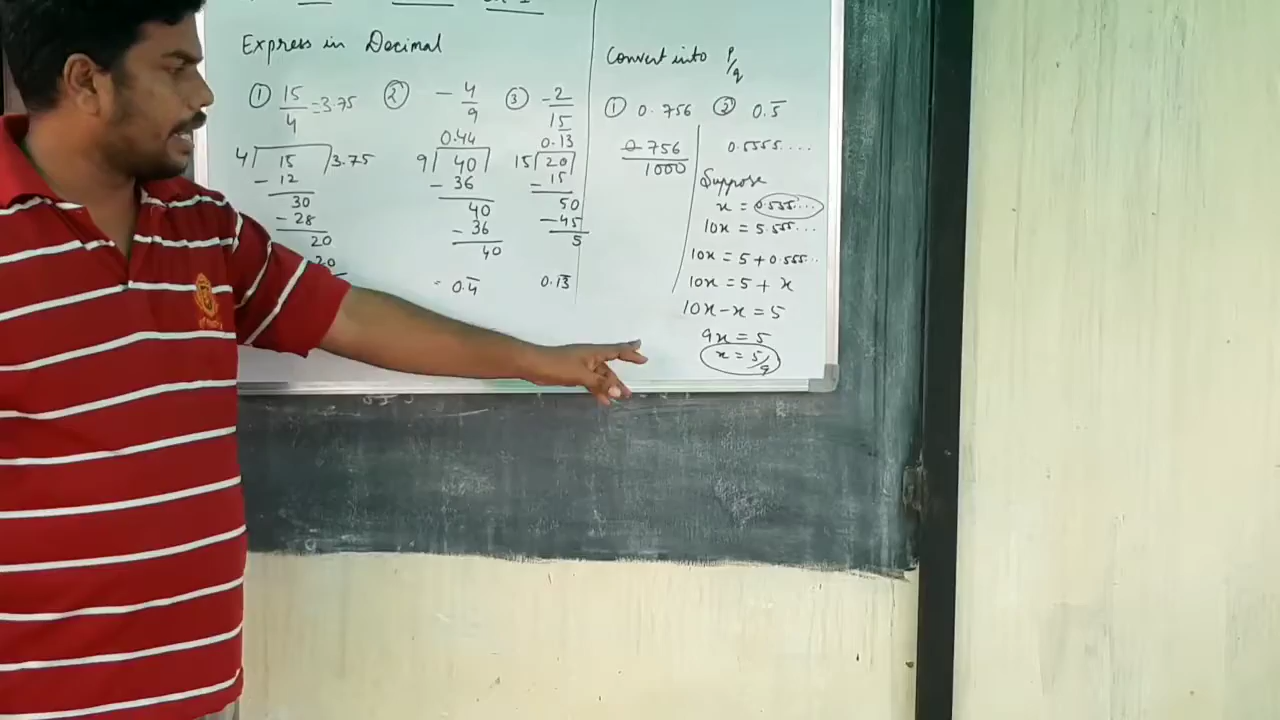 Express in Decimal
① 15/4 = 3.75
4 15 3.75
- 12
30
- 28
20
20
② - 4/9
0.44
9 40
- 36
40
- 36
40
= 0.4̅
③ -2/15
0.13
15 20
- 15
50
- 45
5
0.13̅
Convert into P/q
① 0.756
756
1000
② 0.5̅
0.5555....
Suppose
x = 0.555...
10x = 5.555...
10x = 5 + 0.555...
10x = 5 + x
10x - x = 5
9x = 5
x = 5/9